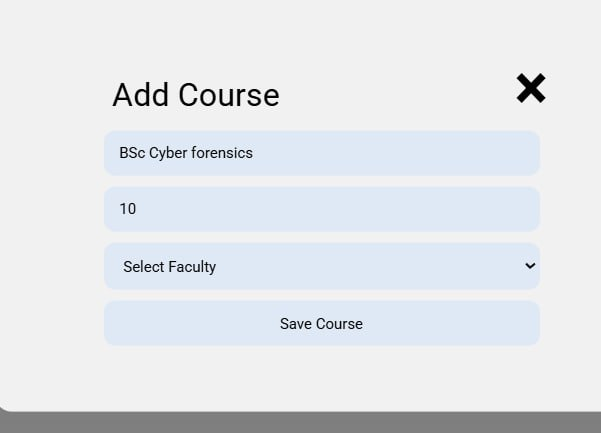 Add Course
BSc Cyber forensics
10
Select Faculty
Save Course